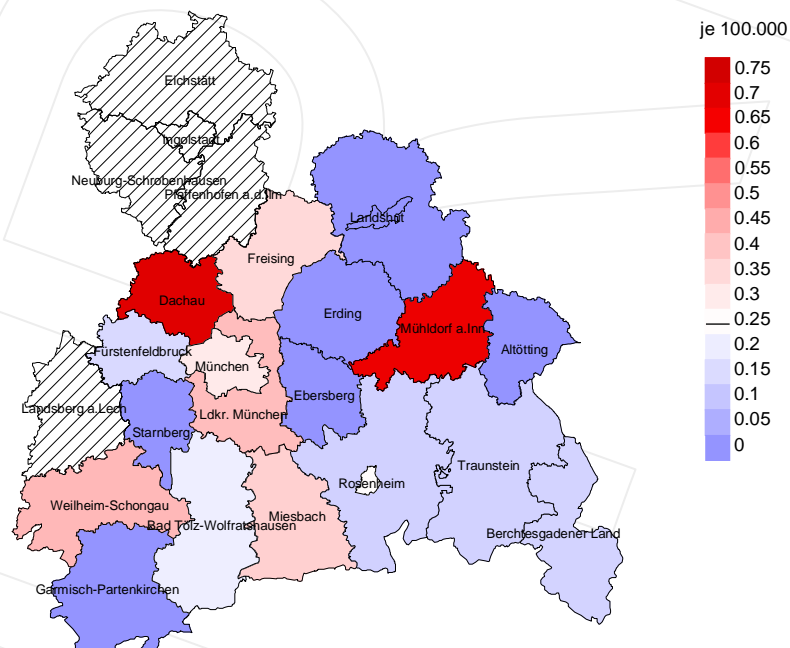 je 100.000
0.75
0.7
0.65
0.6
0.55
0.5
0.45
0.4
0.35
0.3
0.25
0.2
0.15
0.1
0.05
0
Eichstätt
Ingolstadt
Neuburg-Schrobenhausen
Pfaffenhofen a.d.Ilm
Landshut
Freising
Dachau
Erding
Mühldorf a.Inn
Altötting
Fürstenfeldbruck
München
Ebersberg
Landsberg a.Lech
Ldkr. München
Starnberg
Traunstein
Rosenheim
Weilheim-Schongau
Miesbach
Bad Tölz-Wolfratshausen
Berchtesgadener Land
Garmisch-Partenkirchen